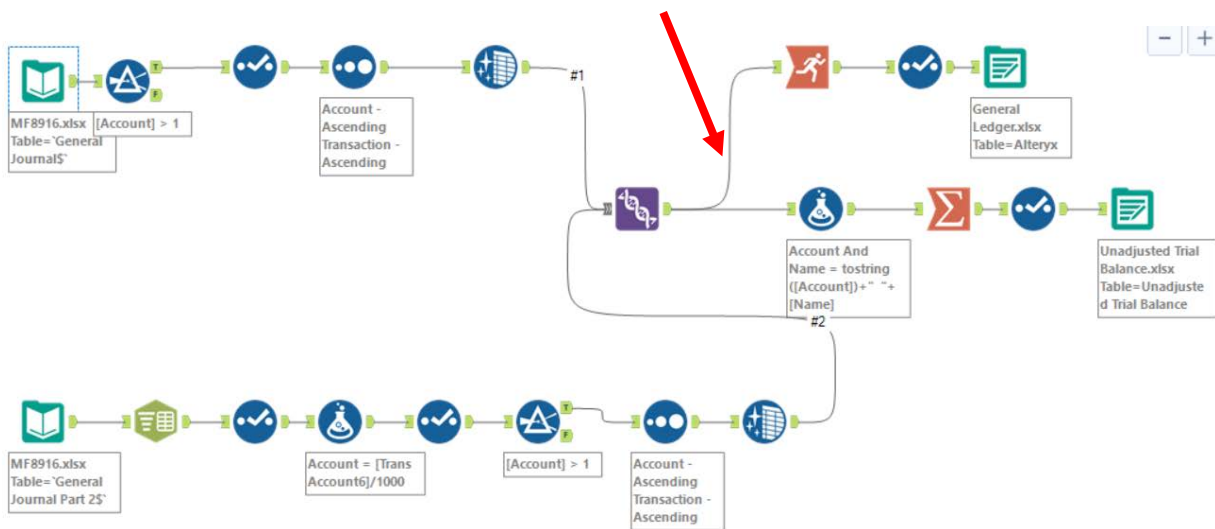 MF8916.xlsx
Table=`General
Journal$`
[Account] > 1
T
F
Account -
Ascending
Transaction -
Ascending
#1
General
Ledger.xlsx
Table=Alteryx
Account And
Name = tostring
([Account])+" "+
[Name]
Unadjusted Trial
Balance.xlsx
Table=Unadjuste
d Trial Balance
#2
MF8916.xlsx
Table=`General
Journal Part 2$`
Account = [Trans
Account6]/1000
T
F
[Account] > 1
Account -
Ascending
Transaction -
Ascending